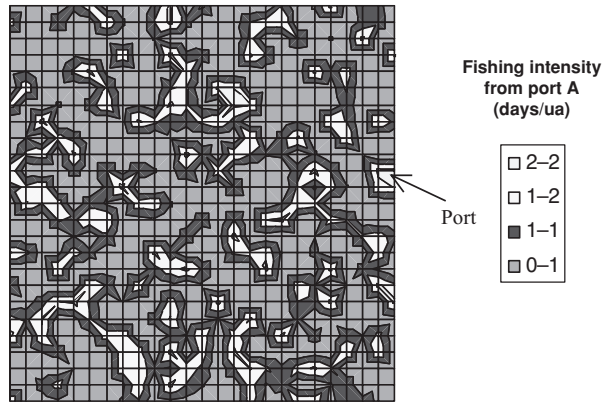 Fishing intensity
from port A
(days/ua)
2–2
1–2
1–1
0–1
Port